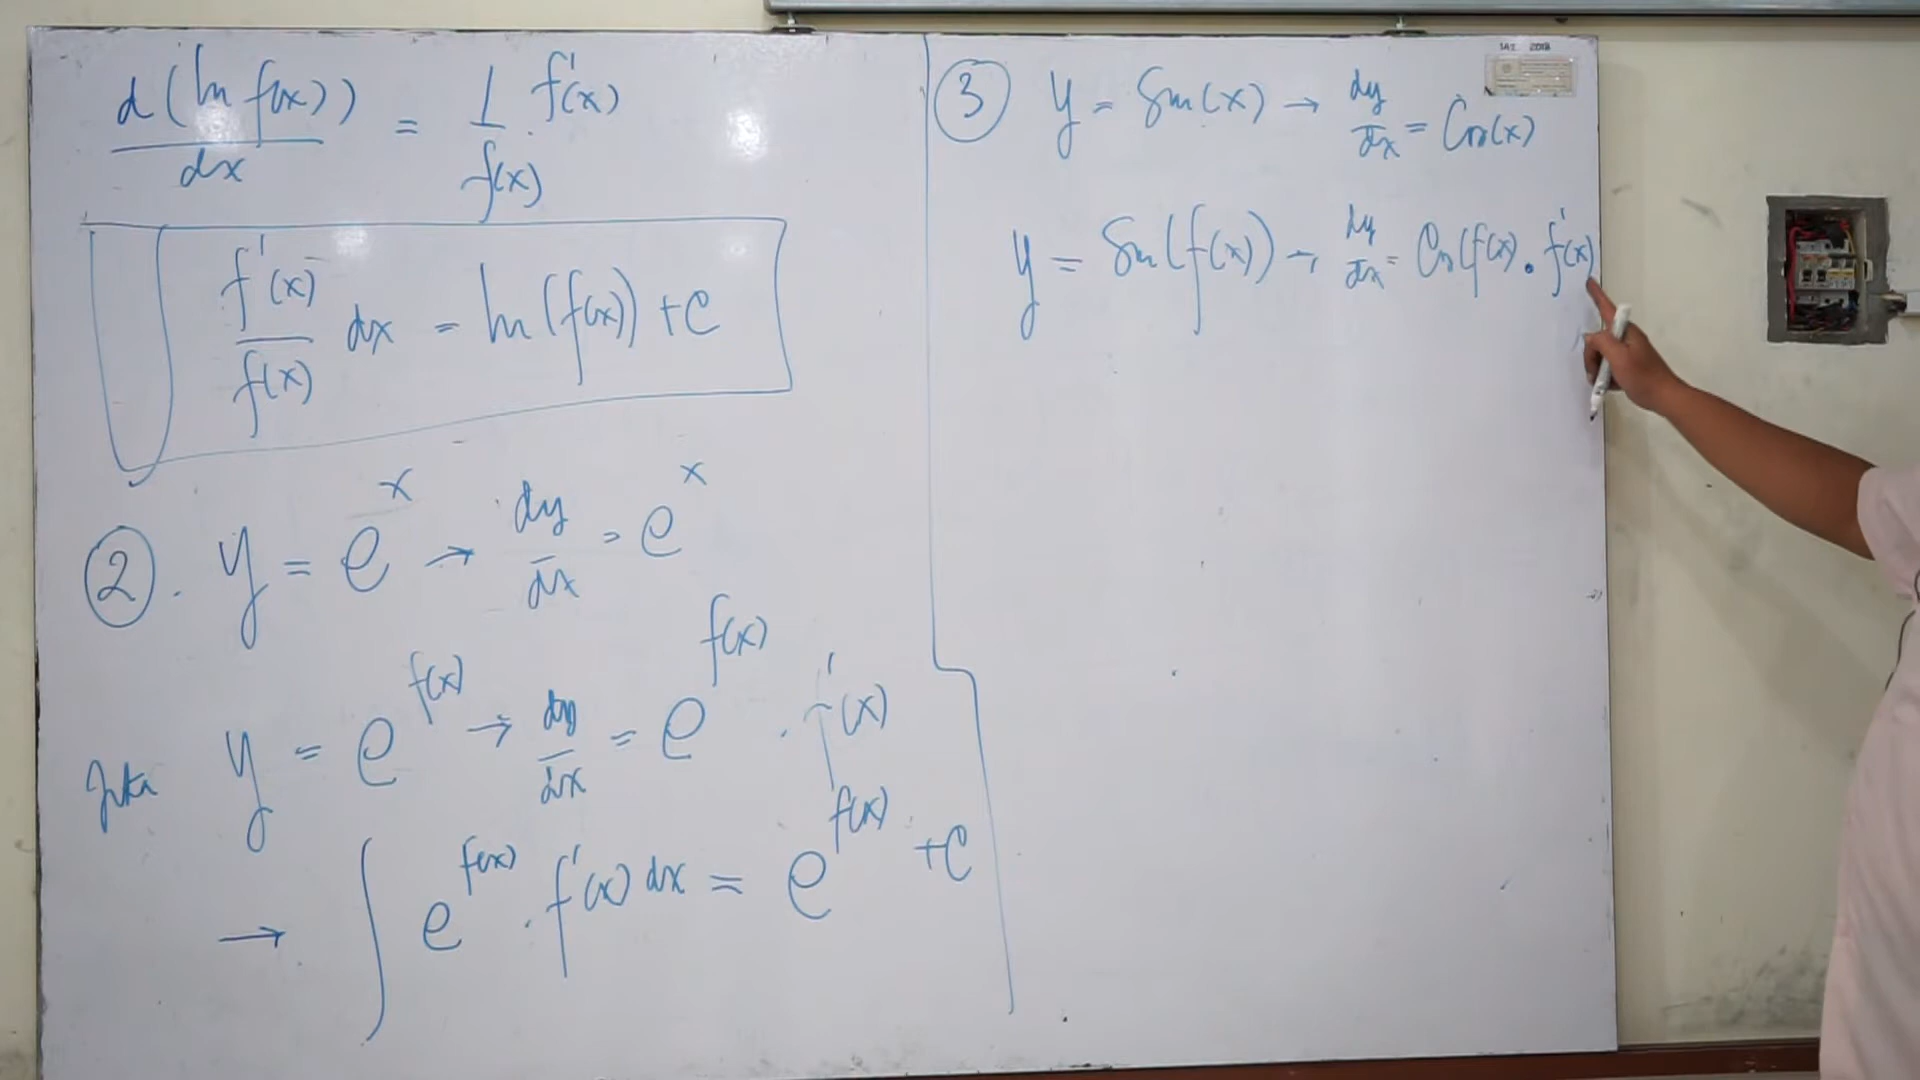 d(ln f(x))/dx = 1/f(x) . f'(x)
∫ f'(x)/f(x) dx = ln(f(x)) + C
2. y = e^x → dy/dx = e^x
Jika y = e^f(x) → dy/dx = e^f(x) . f'(x)
→ ∫ e^f(x) . f'(x) dx = e^f(x) + C
3 y = Sin(x) → dy/dx = Cos(x)
y = Sin(f(x)) → dy/dx = Cos(f(x) . f'(x)